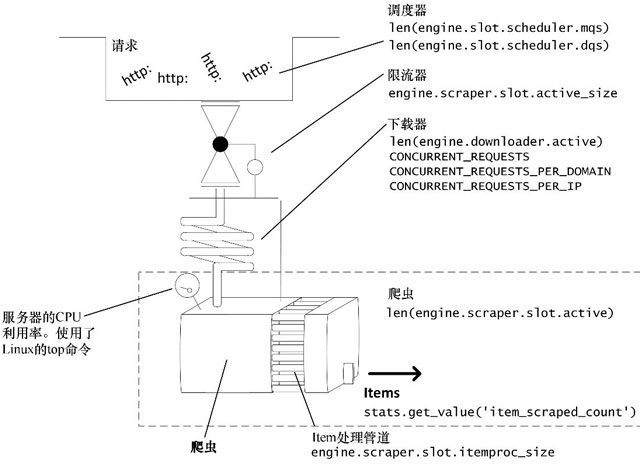 调度器
len(engine.slot.scheduler.mqs)
len(engine.slot.scheduler.dqs)
请求
http:
http:
http:
http:
限流器
engine.scraper.slot.active_size
下载器
len(engine.downloader.active)
CONCURRENT_REQUESTS
CONCURRENT_REQUESTS_PER_DOMAIN
CONCURRENT_REQUESTS_PER_IP
服务器的CPU
利用率。使用了
Linux的top命令
爬虫
len(engine.scraper.slot.active)
Items
stats.get_value('item_scraped_count')
爬虫
Item处理管道
engine.scraper.slot.itemproc_size